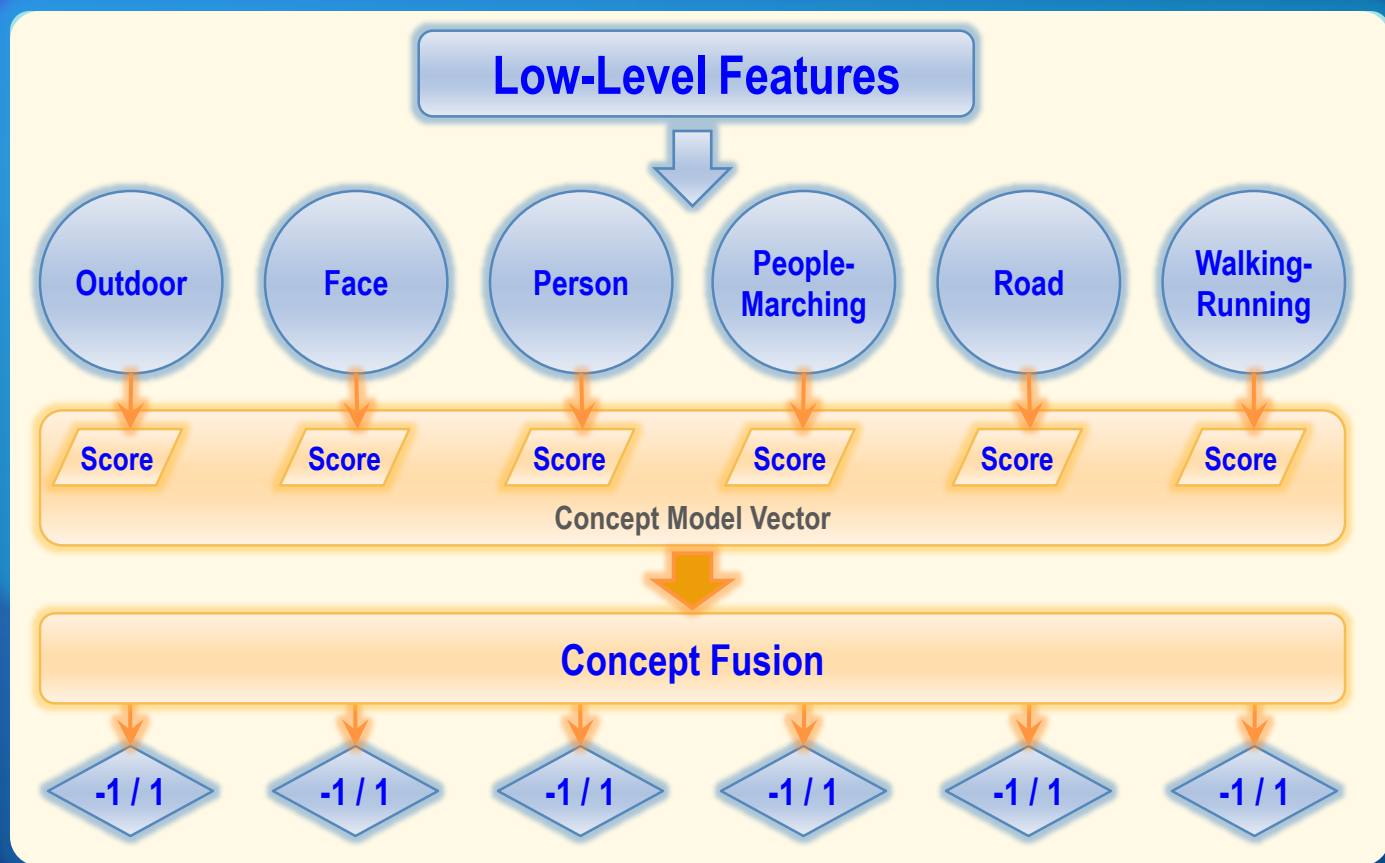 Low-Level Features
Outdoor
Face
Person
People-
Marching
Road
Walking-
Running
Score
Score
Score
Score
Score
Score
Concept Model Vector
Concept Fusion
-1 / 1
-1 / 1
-1 / 1
-1 / 1
-1 / 1
-1 / 1